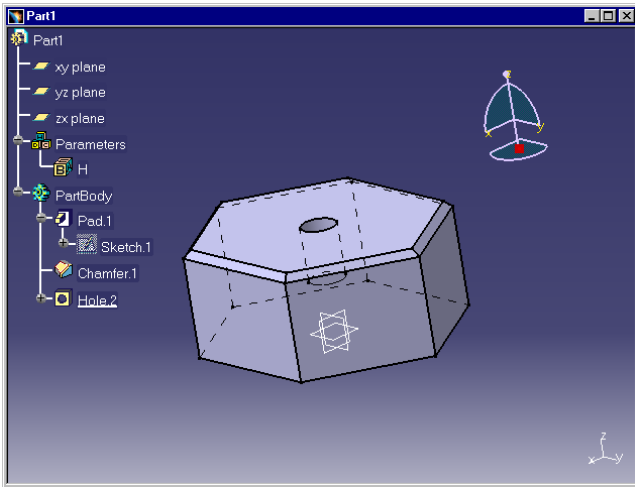 Part1
Part1
xy plane
yz plane
zx plane
Parameters
H
PartBody
Pad.1
Sketch.1
Chamfer.1
Hole.2
z
x
y
z
x
y